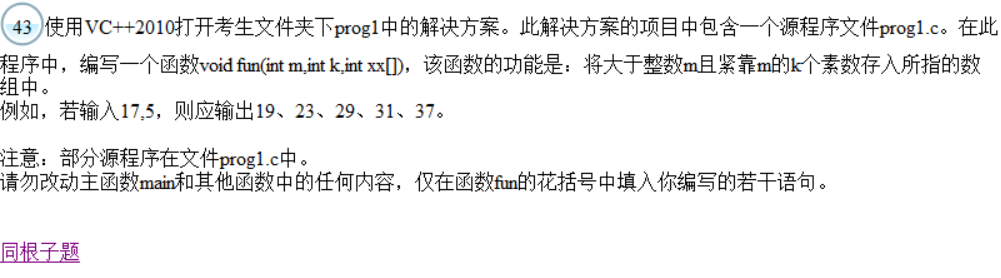 43 使用VC++2010打开考生文件夹下prog1中的解决方案。此解决方案的项目中包含一个源程序文件prog1.c。在此
程序中，编写一个函数void fun(int m,int k,int xx[])，该函数的功能是：将大于整数m且紧靠m的k个素数存入所指的数
组中。
例如，若输入17,5，则应输出19、23、29、31、37。
注意：部分源程序在文件prog1.c中。
请勿改动主函数main和其他函数中的任何内容，仅在函数fun的花括号中填入你编写的若干语句。
同根子题